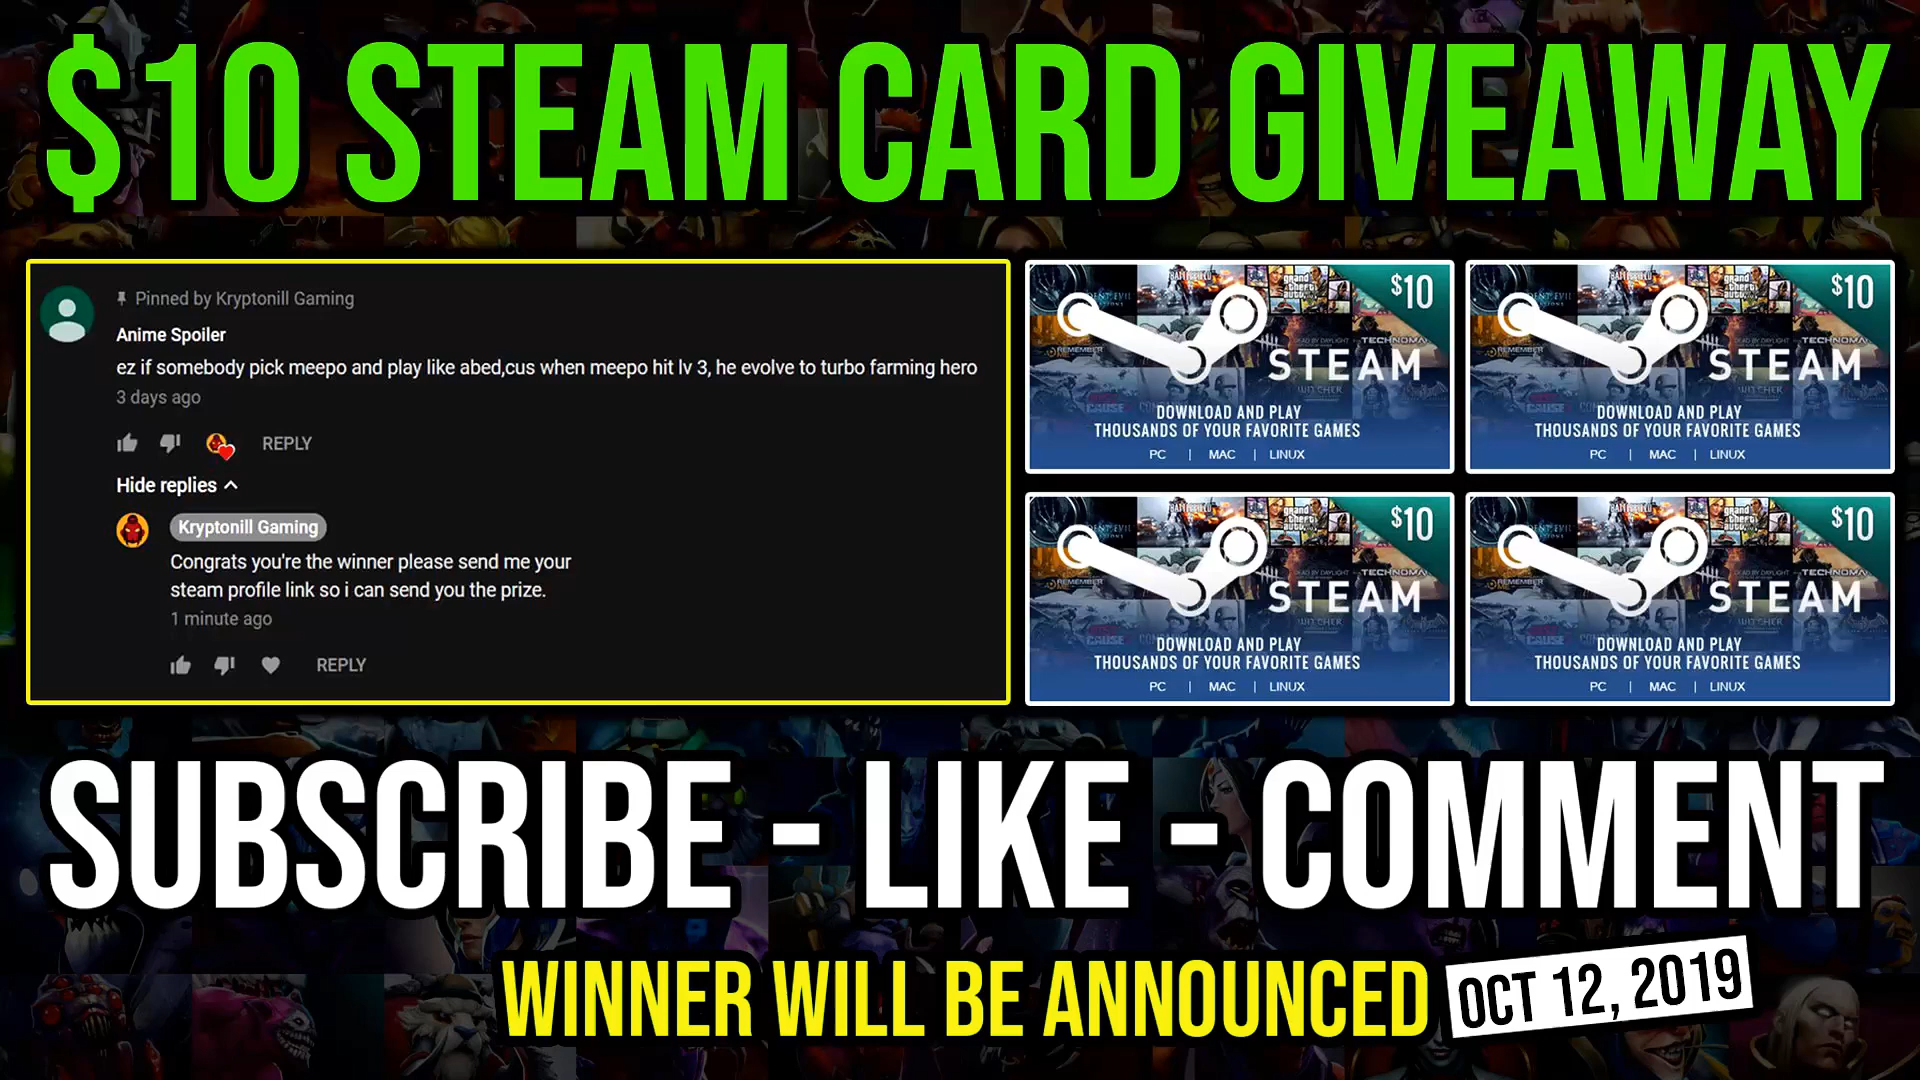 $10 STEAM CARD GIVEAWAY
Pinned by Kryptonill Gaming
Anime Spoiler
ez if somebody pick meepo and play like abed,cus when meepo hit lv 3, he evolve to turbo farming hero
3 days ago
REPLY
Hide replies
Kryptonill Gaming
Congrats you're the winner please send me your
steam profile link so i can send you the prize.
1 minute ago
REPLY
$10
STEAM
DOWNLOAD AND PLAY
THOUSANDS OF YOUR FAVORITE GAMES
PC | MAC | LINUX
$10
STEAM
DOWNLOAD AND PLAY
THOUSANDS OF YOUR FAVORITE GAMES
PC | MAC | LINUX
$10
STEAM
DOWNLOAD AND PLAY
THOUSANDS OF YOUR FAVORITE GAMES
PC | MAC | LINUX
$10
STEAM
DOWNLOAD AND PLAY
THOUSANDS OF YOUR FAVORITE GAMES
PC | MAC | LINUX
SUBSCRIBE - LIKE - COMMENT
WINNER WILL BE ANNOUNCED OCT 12, 2019